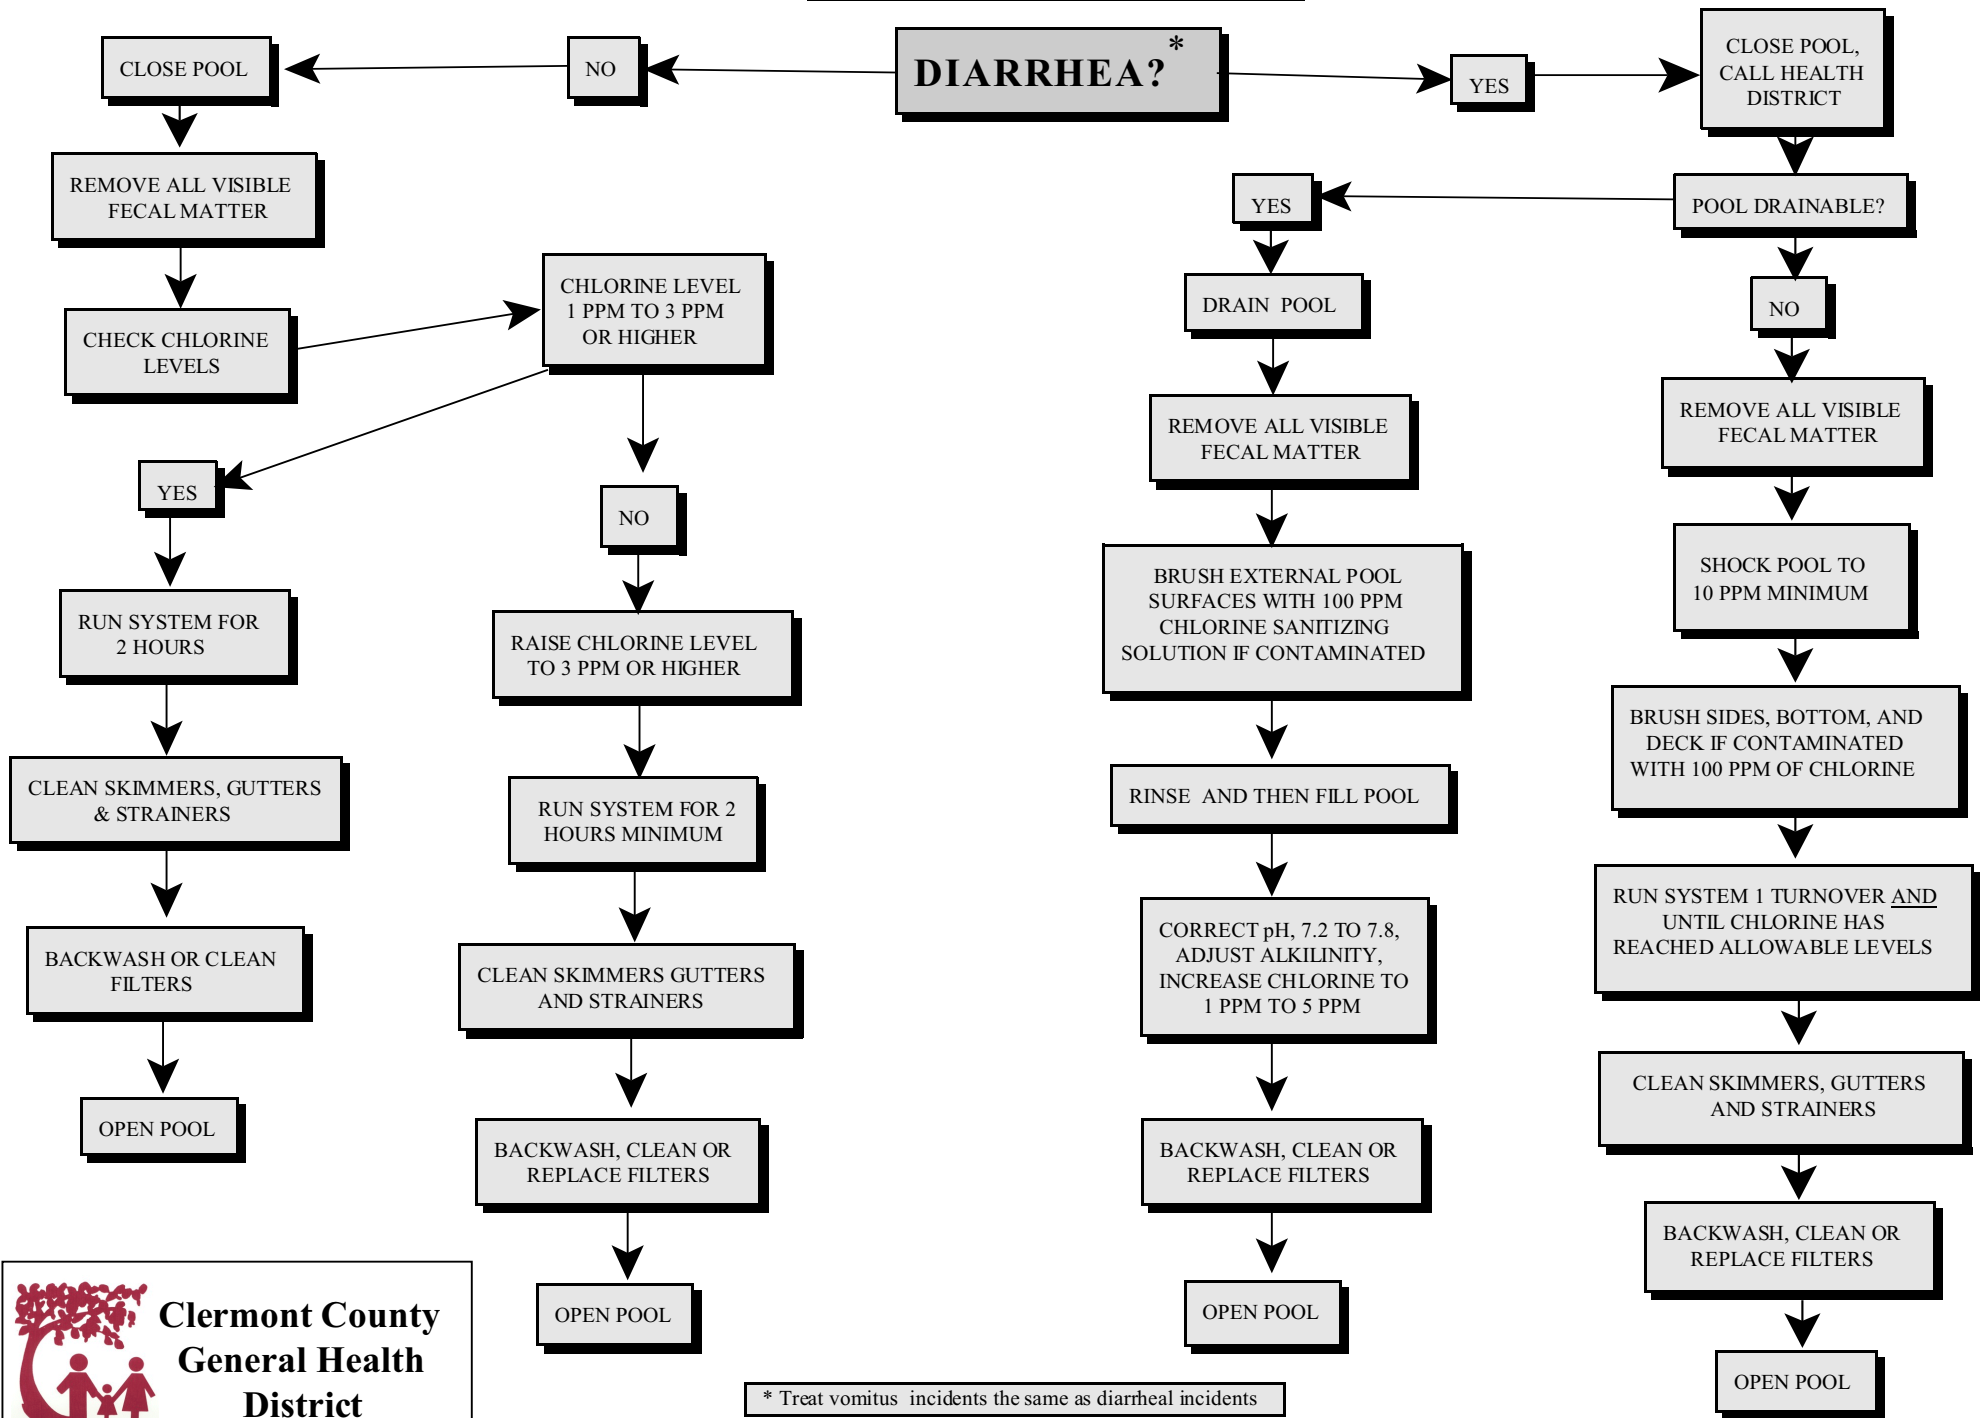 DIARRHEA?*
NO
CLOSE POOL
REMOVE ALL VISIBLE
FECAL MATTER
CHECK CHLORINE
LEVELS
CHLORINE LEVEL
1 PPM TO 3 PPM
OR HIGHER
YES
RUN SYSTEM FOR
2 HOURS
CLEAN SKIMMERS, GUTTERS
& STRAINERS
BACKWASH OR CLEAN
FILTERS
OPEN POOL
NO
RAISE CHLORINE LEVEL
TO 3 PPM OR HIGHER
RUN SYSTEM FOR 2
HOURS MINIMUM
CLEAN SKIMMERS GUTTERS
AND STRAINERS
BACKWASH, CLEAN OR
REPLACE FILTERS
OPEN POOL
YES
CLOSE POOL,
CALL HEALTH
DISTRICT
POOL DRAINABLE?
YES
DRAIN POOL
REMOVE ALL VISIBLE
FECAL MATTER
BRUSH EXTERNAL POOL
SURFACES WITH 100 PPM
CHLORINE SANITIZING
SOLUTION IF CONTAMINATED
RINSE AND THEN FILL POOL
CORRECT pH, 7.2 TO 7.8,
ADJUST ALKILINITY,
INCREASE CHLORINE TO
1 PPM TO 5 PPM
BACKWASH, CLEAN OR
REPLACE FILTERS
OPEN POOL
NO
REMOVE ALL VISIBLE
FECAL MATTER
SHOCK POOL TO
10 PPM MINIMUM
BRUSH SIDES, BOTTOM, AND
DECK IF CONTAMINATED
WITH 100 PPM OF CHLORINE
RUN SYSTEM 1 TURNOVER AND
UNTIL CHLORINE HAS
REACHED ALLOWABLE LEVELS
CLEAN SKIMMERS, GUTTERS
AND STRAINERS
BACKWASH, CLEAN OR
REPLACE FILTERS
OPEN POOL
Clermont County
General Health
District
* Treat vomitus incidents the same as diarrheal incidents